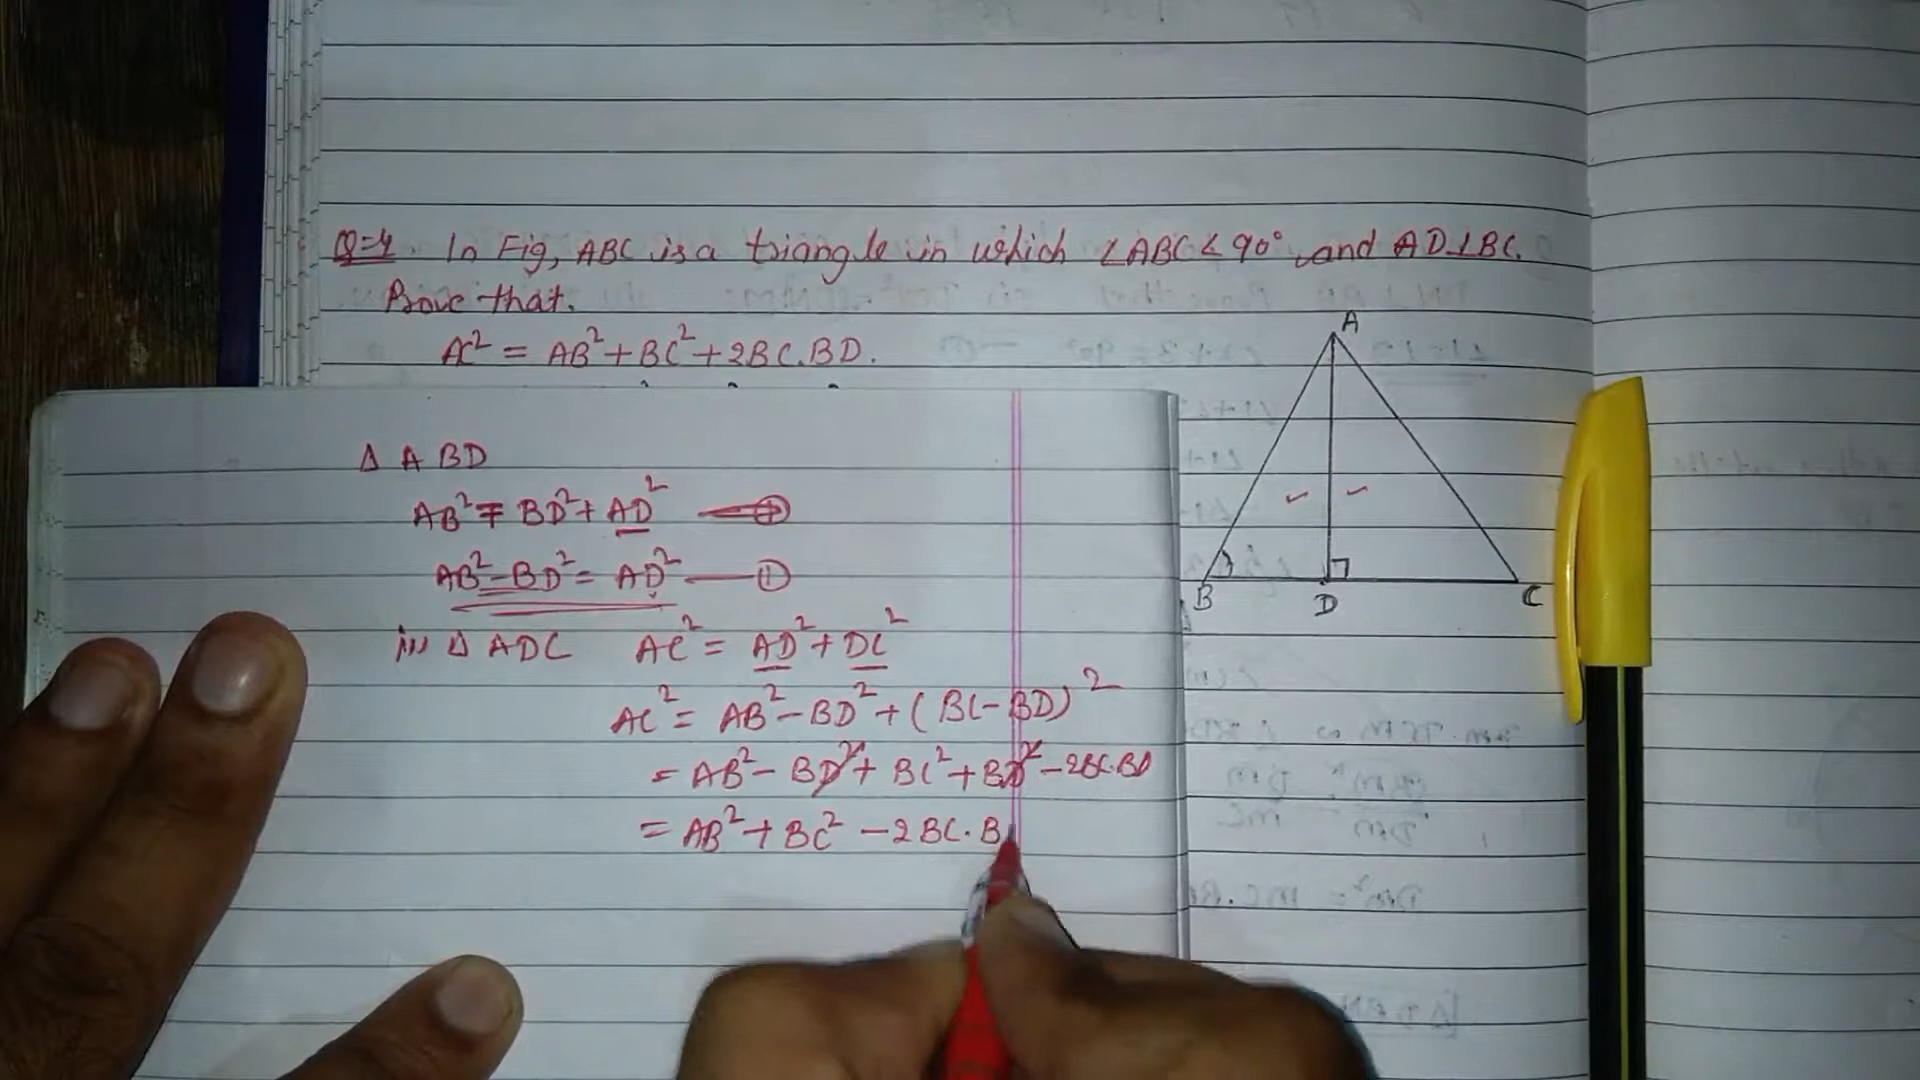 Q=4. In Fig, ABC is a triangle in which ∠ABC < 90° and AD⊥BC.
Prove that.
AC² = AB² + BC² + 2BC.BD.
Δ ABD
AB² = BD² + AD²
AB² - BD² = AD² — ①
in Δ ADC AC² = AD² + DC²
AC² = AB² - BD² + (BC - BD)²
= AB² - BD² + BC² + BD² - 2BC.BD
= AB² + BC² - 2BC.B
A
B
D
C